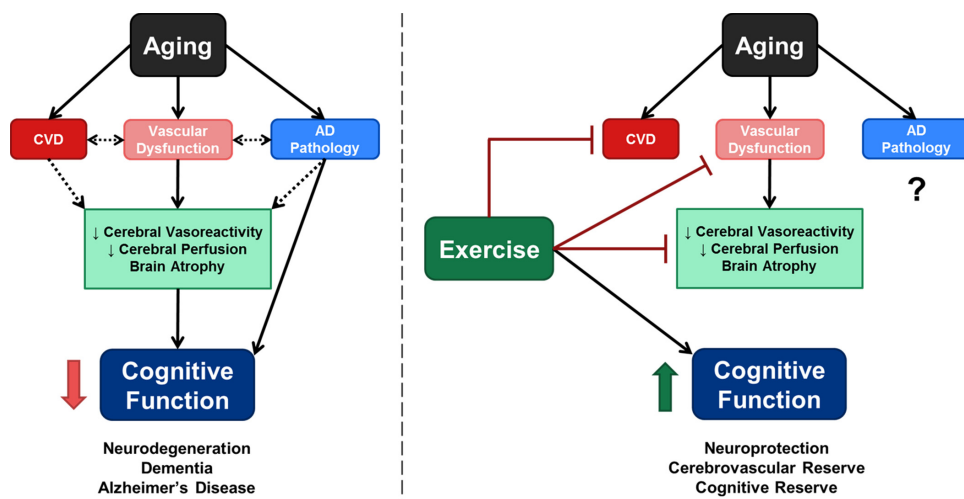 Aging
CVD
Vascular
Dysfunction
AD
Pathology
↓ Cerebral Vasoreactivity
↓ Cerebral Perfusion
Brain Atrophy
Cognitive
Function
Neurodegeneration
Dementia
Alzheimer's Disease
Aging
CVD
Vascular
Dysfunction
AD
Pathology
?
Exercise
↓ Cerebral Vasoreactivity
↓ Cerebral Perfusion
Brain Atrophy
Cognitive
Function
Neuroprotection
Cerebrovascular Reserve
Cognitive Reserve